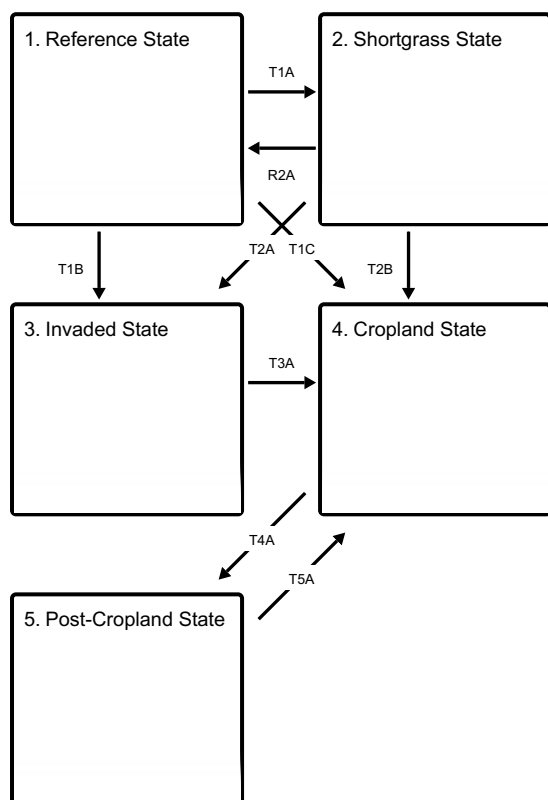 1. Reference State
2. Shortgrass State
T1A
R2A
T1B
T2A
T1C
T2B
3. Invaded State
4. Cropland State
T3A
T4A
T5A
5. Post-Cropland State